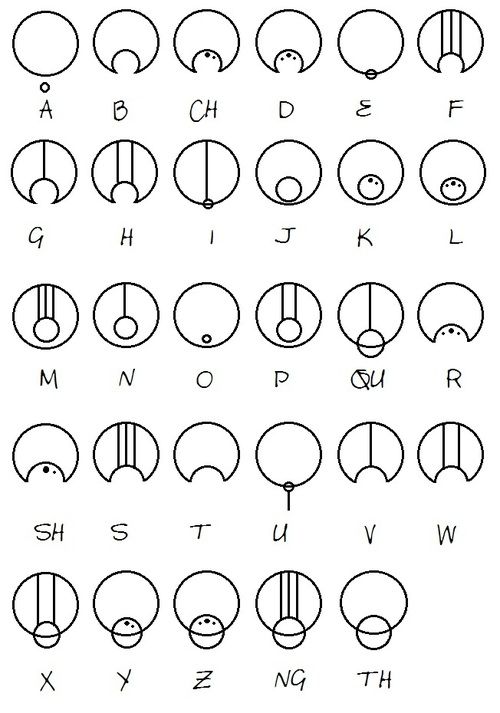 A B CH D E F
G H I J K L
M N O P QU R
SH S T U V W
X Y Z NG TH